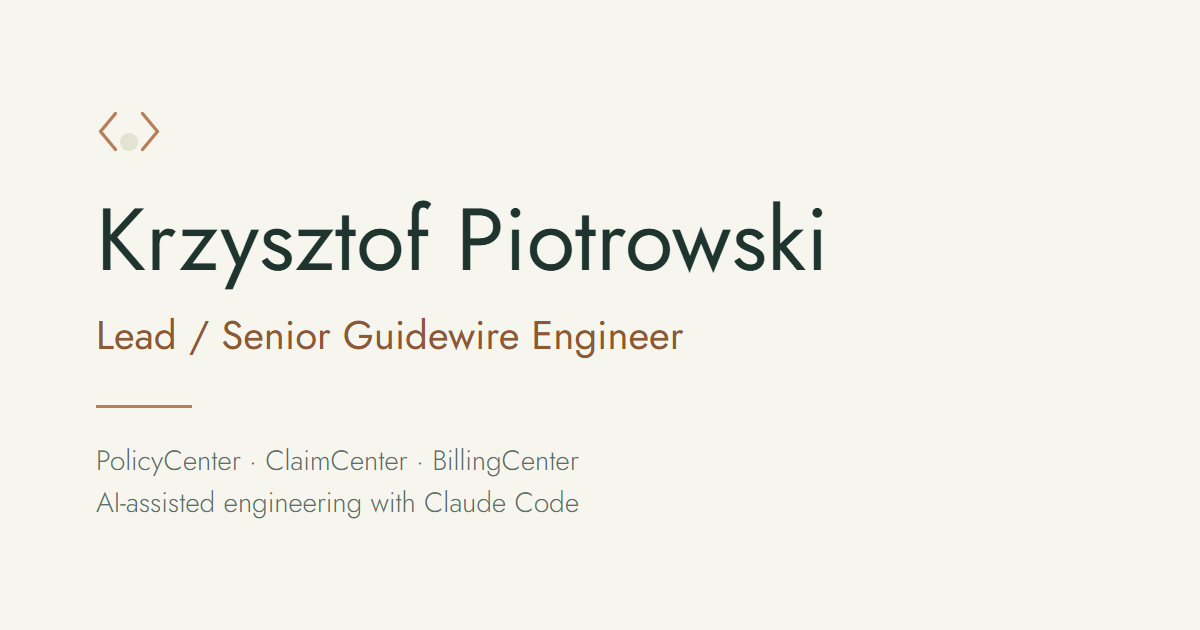 Krzysztof Piotrowski
Lead / Senior Guidewire Engineer
PolicyCenter · ClaimCenter · BillingCenter
AI-assisted engineering with Claude Code